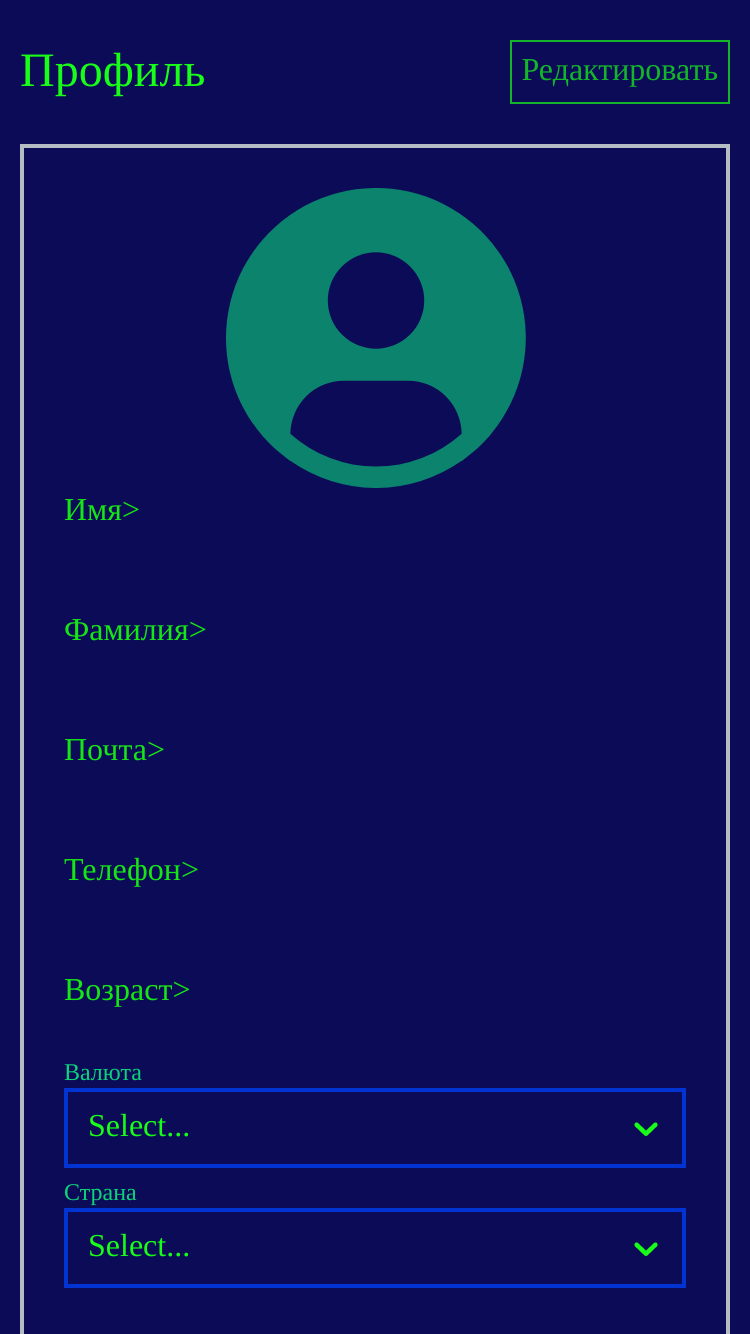 Профиль
Редактировать
Имя>
Фамилия>
Почта>
Телефон>
Возраст>
Валюта
Select...
Страна
Select...